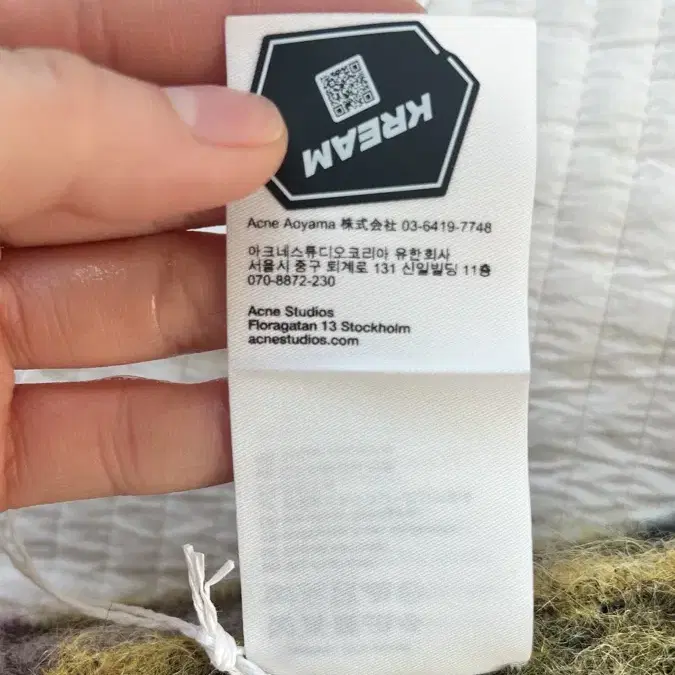 KREAM
Acne Aoyama 株式会社 03-6419-7748
아크네스튜디오코리아 유한회사
서울시 중구 퇴계로 131 신일빌딩 11층
070-8872-230
Acne Studios
Floragatan 13 Stockholm
acnestudios.com